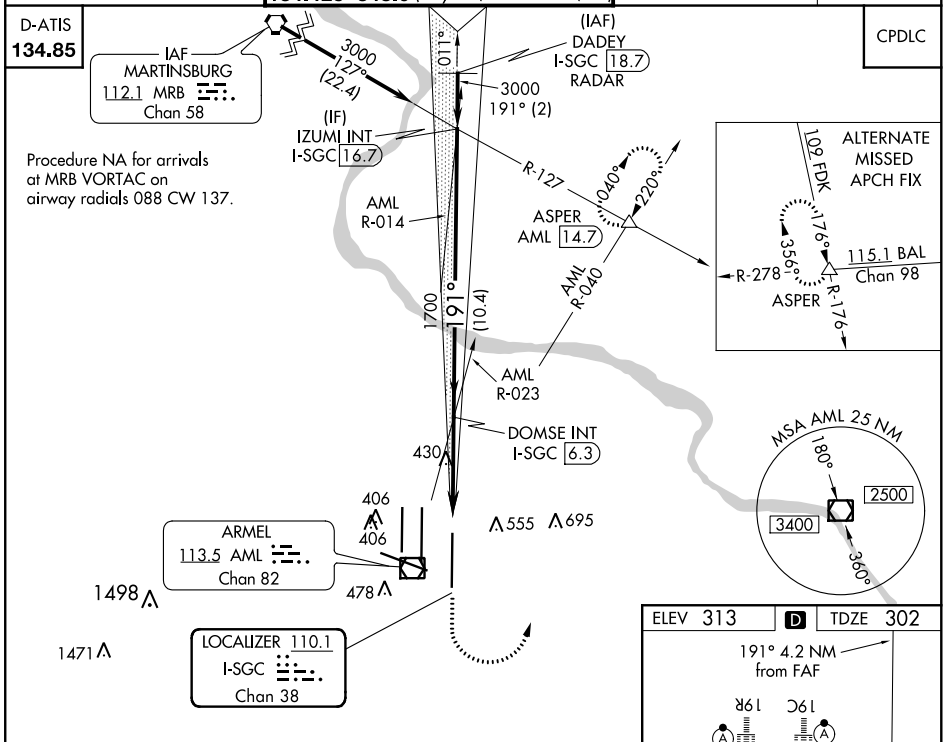 D-ATIS
134.85
IAF
MARTINSBURG
112.1 MRB
Chan 58
3000
127°
(22.4)
011°
(IAF)
DADEY
I-SGC 18.7
RADAR
3000
191° (2)
CPDLC
(IF)
IZUMI INT
I-SGC 16.7
Procedure NA for arrivals
at MRB VORTAC on
airway radials 088 CW 137.
AML
R-014
R-127
040°
220°
ASPER
AML 14.7
AML
R-040
ALTERNATE
MISSED
APCH FIX
109 FDK
176°
356°
115.1 BAL
Chan 98
R-278
ASPER
R-176
1700
191°
(10.4)
AML
R-023
DOMSE INT
I-SGC 6.3
430
406
406
555
695
ARMEL
113.5 AML
Chan 82
478
1498
1471
LOCALIZER 110.1
I-SGC
Chan 38
MSA AML 25 NM
180°
2500
3400
360°
ELEV 313
D
TDZE 302
191° 4.2 NM
from FAF
19R
19C
A
A